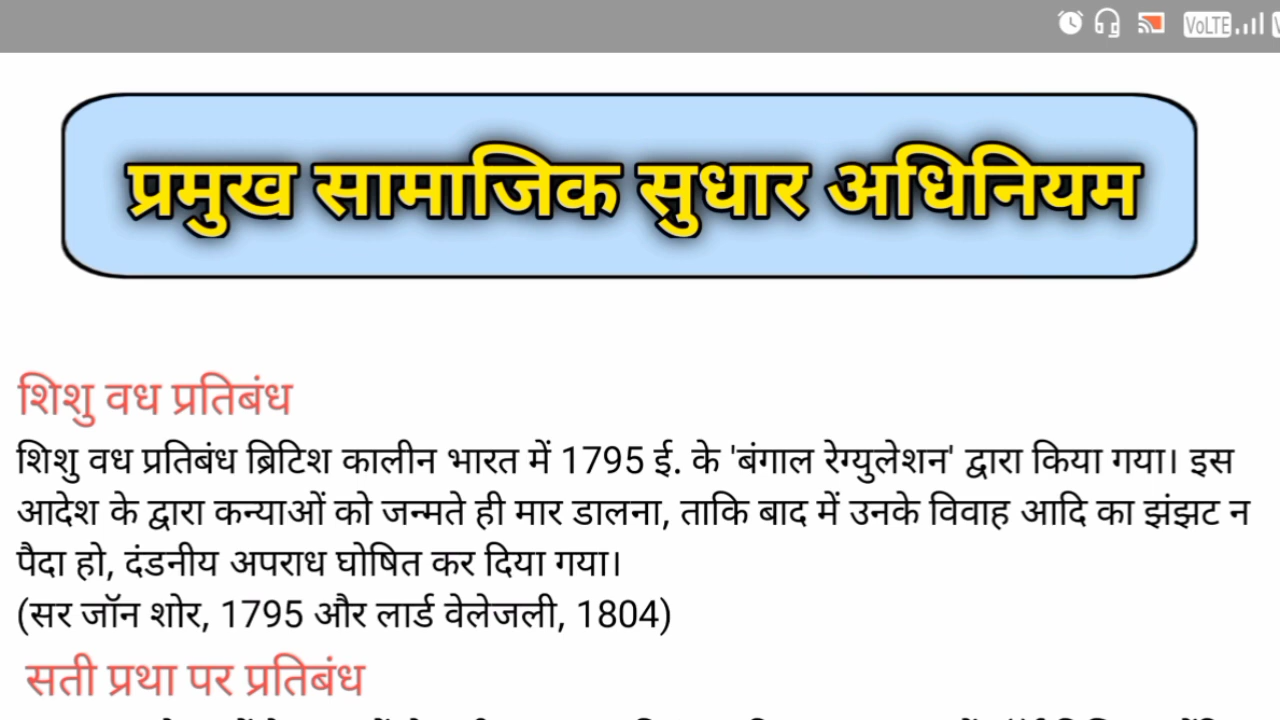 VoLTE
प्रमुख सामाजिक सुधार अधिनियम
शिशु वध प्रतिबंध
शिशु वध प्रतिबंध ब्रिटिश कालीन भारत में 1795 ई. के 'बंगाल रेग्युलेशन' द्वारा किया गया। इस
आदेश के द्वारा कन्याओं को जन्मते ही मार डालना, ताकि बाद में उनके विवाह आदि का झंझट न
पैदा हो, दंडनीय अपराध घोषित कर दिया गया।
(सर जॉन शोर, 1795 और लार्ड वेलेजली, 1804)
सती प्रथा पर प्रतिबंध